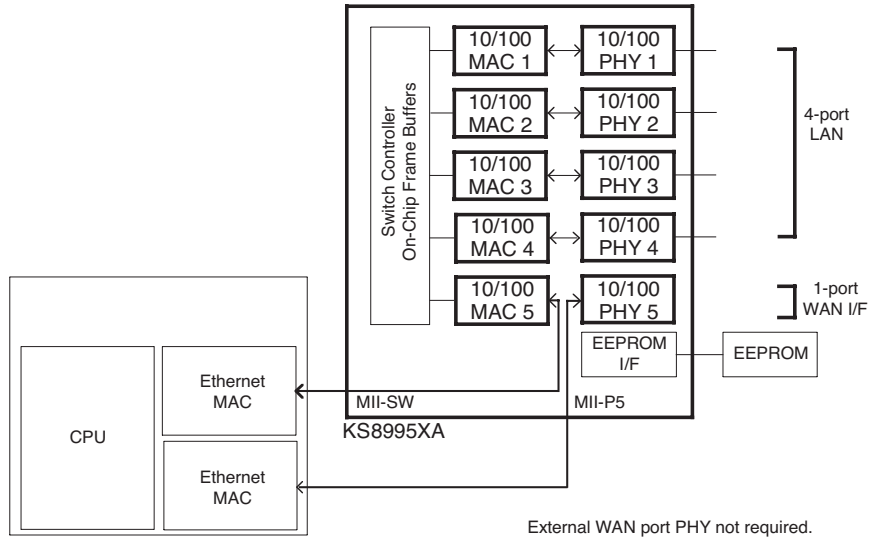 Switch Controller
On-Chip Frame Buffers
10/100
MAC 1
10/100
PHY 1
10/100
MAC 2
10/100
PHY 2
10/100
MAC 3
10/100
PHY 3
10/100
MAC 4
10/100
PHY 4
10/100
MAC 5
10/100
PHY 5
4-port
LAN
1-port
WAN I/F
EEPROM
I/F
EEPROM
CPU
Ethernet
MAC
Ethernet
MAC
MII-SW
MII-P5
KS8995XA
External WAN port PHY not required.